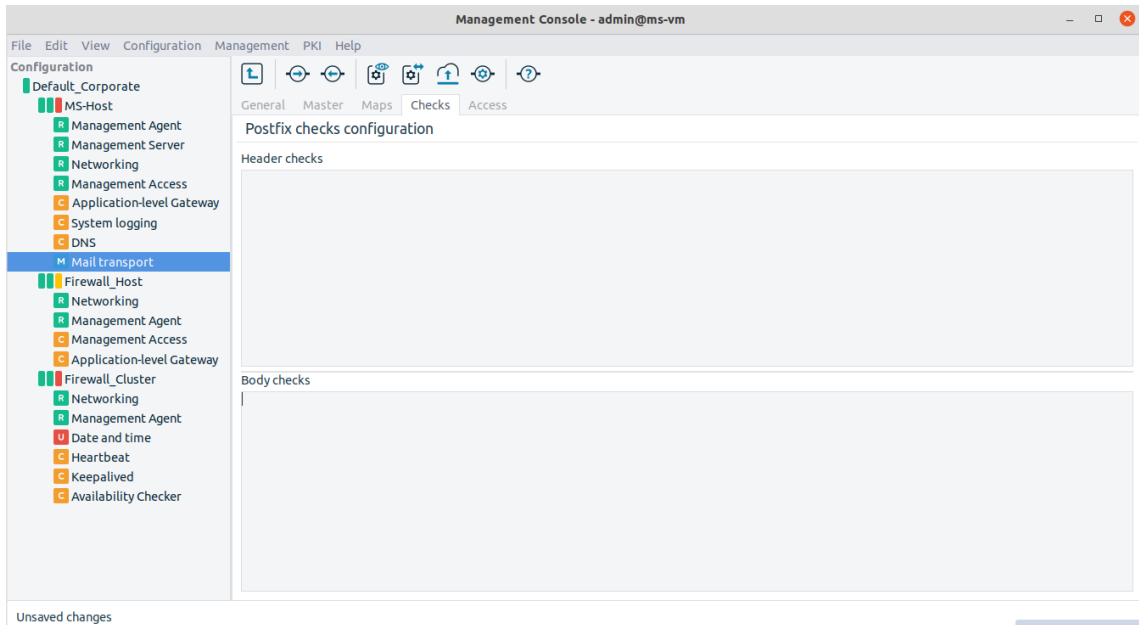 Management Console - admin@ms-vm
File Edit View Configuration Management PKI Help
Configuration
Default_Corporate
MS-Host
R Management Agent
R Management Server
R Networking
R Management Access
C Application-level Gateway
C System logging
C DNS
M Mail transport
Firewall_Host
R Networking
R Management Agent
C Management Access
C Application-level Gateway
Firewall_Cluster
R Networking
R Management Agent
U Date and time
C Heartbeat
C Keepalived
C Availability Checker
General Master Maps Checks Access
Postfix checks configuration
Header checks
Body checks
Unsaved changes